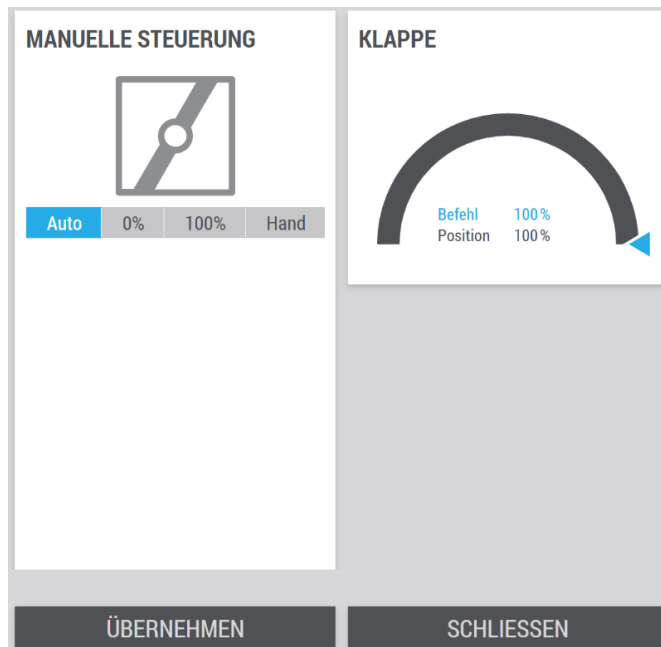 MANUELLE STEUERUNG
Auto 0% 100% Hand
KLAPPE
Befehl 100 %
Position 100 %
ÜBERNEHMEN
SCHLIESSEN